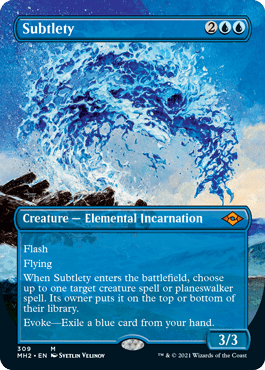 Subtlety 2
Creature — Elemental Incarnation
Flash
Flying
When Subtlety enters the battlefield, choose
up to one target creature spell or planeswalker
spell. Its owner puts it on the top or bottom of
their library.
Evoke—Exile a blue card from your hand.
3/3
309 M
MH2 • EN SVETLIN VELINOV ™ & © 2021 Wizards of the Coast